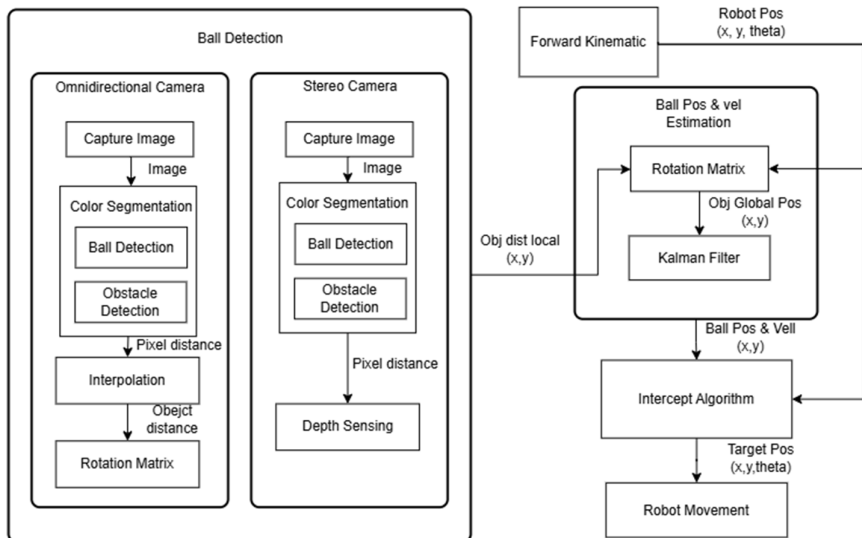 Ball Detection
Omnidirectional Camera
Capture Image
Image
Color Segmentation
Ball Detection
Obstacle
Detection
Pixel distance
Interpolation
Obejct
distance
Rotation Matrix
Stereo Camera
Capture Image
Image
Color Segmentation
Ball Detection
Obstacle
Detection
Pixel distance
Depth Sensing
Obj dist local
(x,y)
Forward Kinematic
Robot Pos
(x, y, theta)
Ball Pos & vel
Estimation
Rotation Matrix
Obj Global Pos
(x,y)
Kalman Filter
Ball Pos & Vell
(x,y)
Intercept Algorithm
Target Pos
(x,y,theta)
Robot Movement